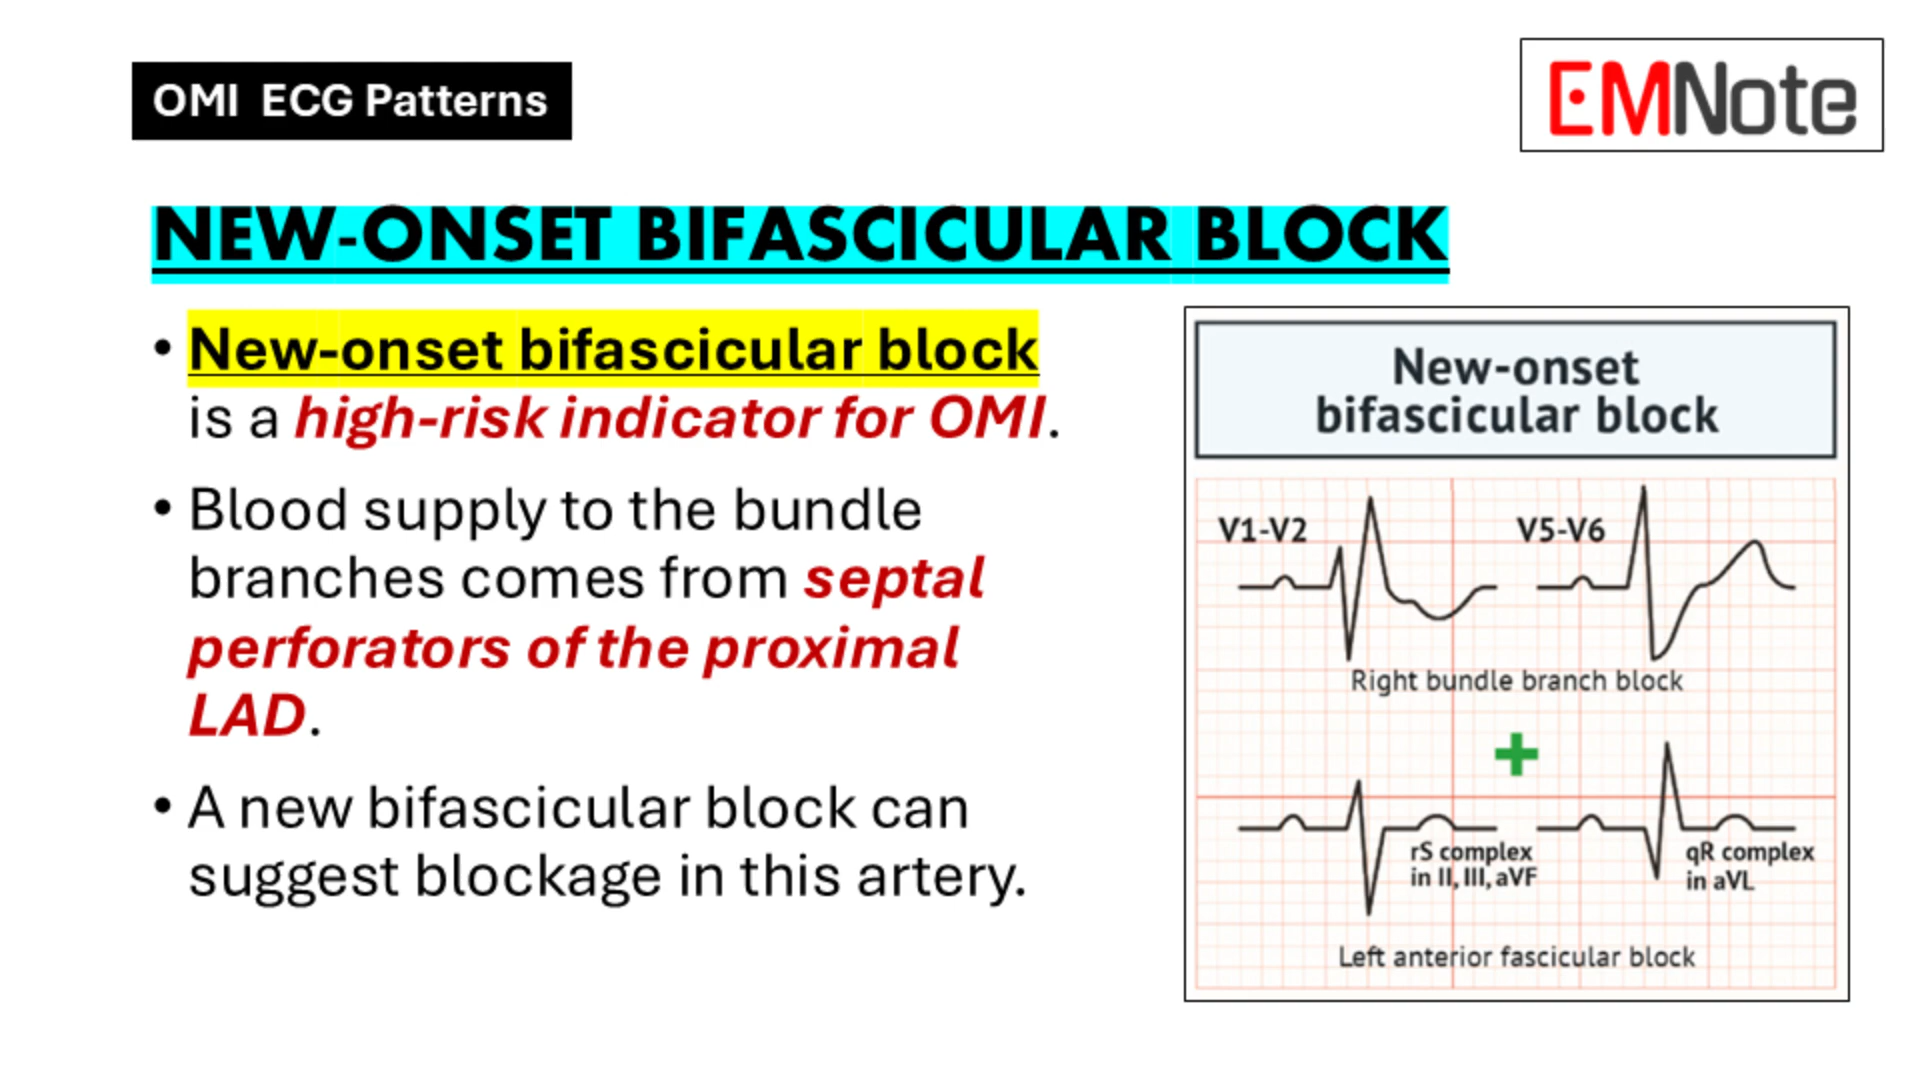 OMI ECG Patterns
EMNote
NEW-ONSET BIFASCICULAR BLOCK
• New-onset bifascicular block
is a high-risk indicator for OMI.
• Blood supply to the bundle
branches comes from septal
perforators of the proximal
LAD.
• A new bifascicular block can
suggest blockage in this artery.
New-onset
bifascicular block
V1-V2
V5-V6
Right bundle branch block
rS complex
in II, III, aVF
qR complex
in aVL
Left anterior fascicular block